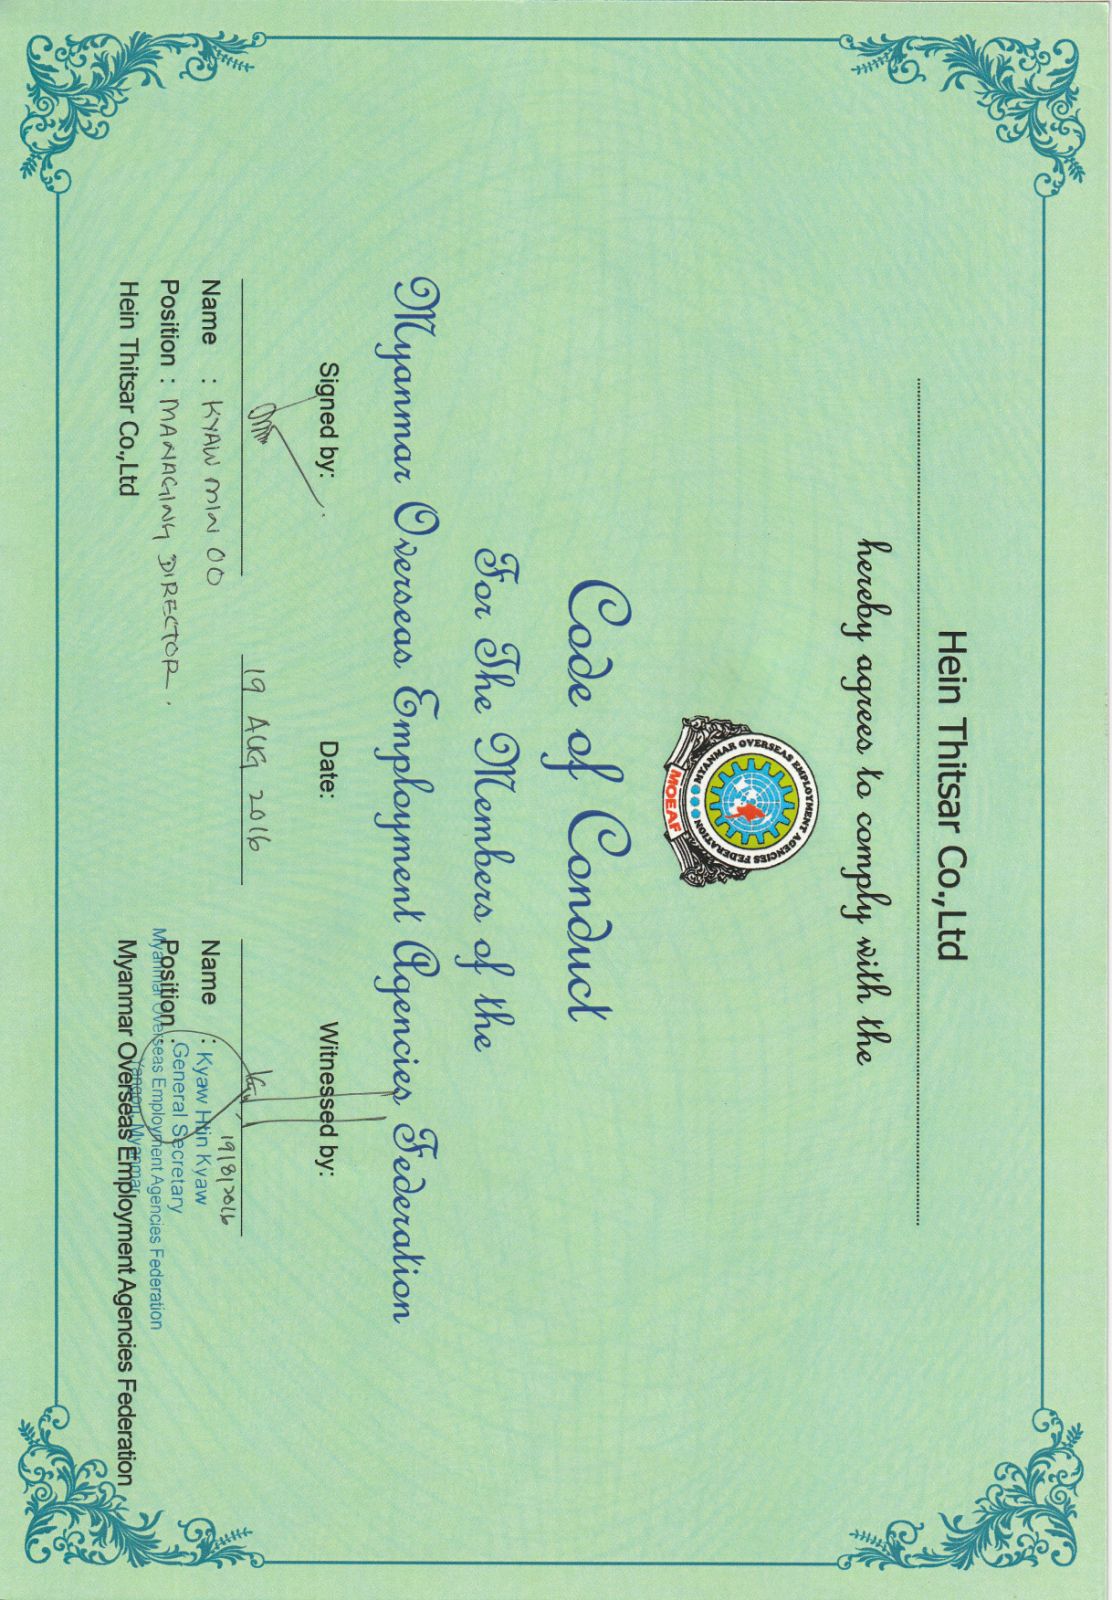 Hein Thitsar Co.,Ltd
hereby agrees to comply with the
MYANMAR OVERSEAS EMPLOYMENT AGENCIES FEDERATION
MOEAF
Code of Conduct
For The Members of the
Myanmar Overseas Employment Agencies Federation
Signed by: Date: Witnessed by:
19 AUG 2016
19/8/2016
Name : KYAW MIN OO
Position : MANAGING DIRECTOR.
Hein Thitsar Co.,Ltd
Name : Kyaw Htin Kyaw
General Secretary
Position :
Myanmar Overseas Employment Agencies Federation
Yangon, Myanmar
Myanmar Overseas Employment Agencies Federation